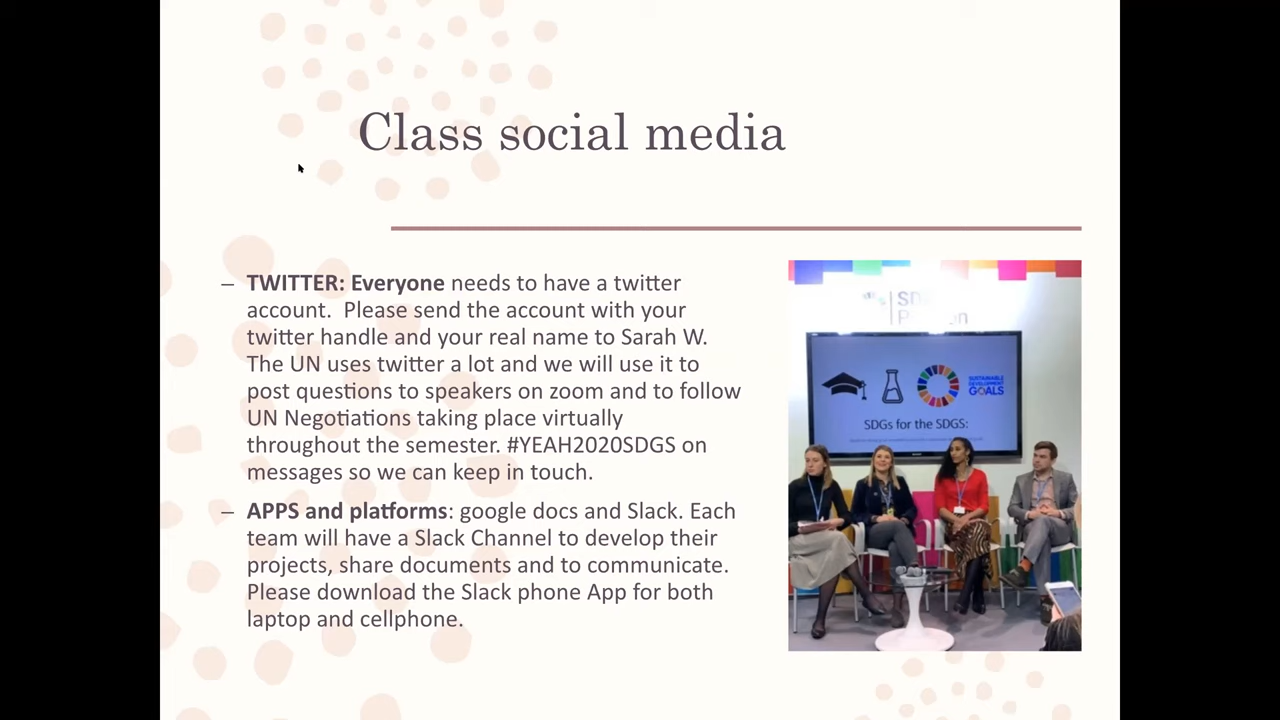 Class social media
– TWITTER: Everyone needs to have a twitter
account.  Please send the account with your
twitter handle and your real name to Sarah W.
The UN uses twitter a lot and we will use it to
post questions to speakers on zoom and to follow
UN Negotiations taking place virtually
throughout the semester. #YEAH2020SDGS on
messages so we can keep in touch.
– APPS and platforms: google docs and Slack. Each
team will have a Slack Channel to develop their
projects, share documents and to communicate.
Please download the Slack phone App for both
laptop and cellphone.
SUSTAINABLE
DEVELOPMENT
GOALS
SDGs for the SDGS: